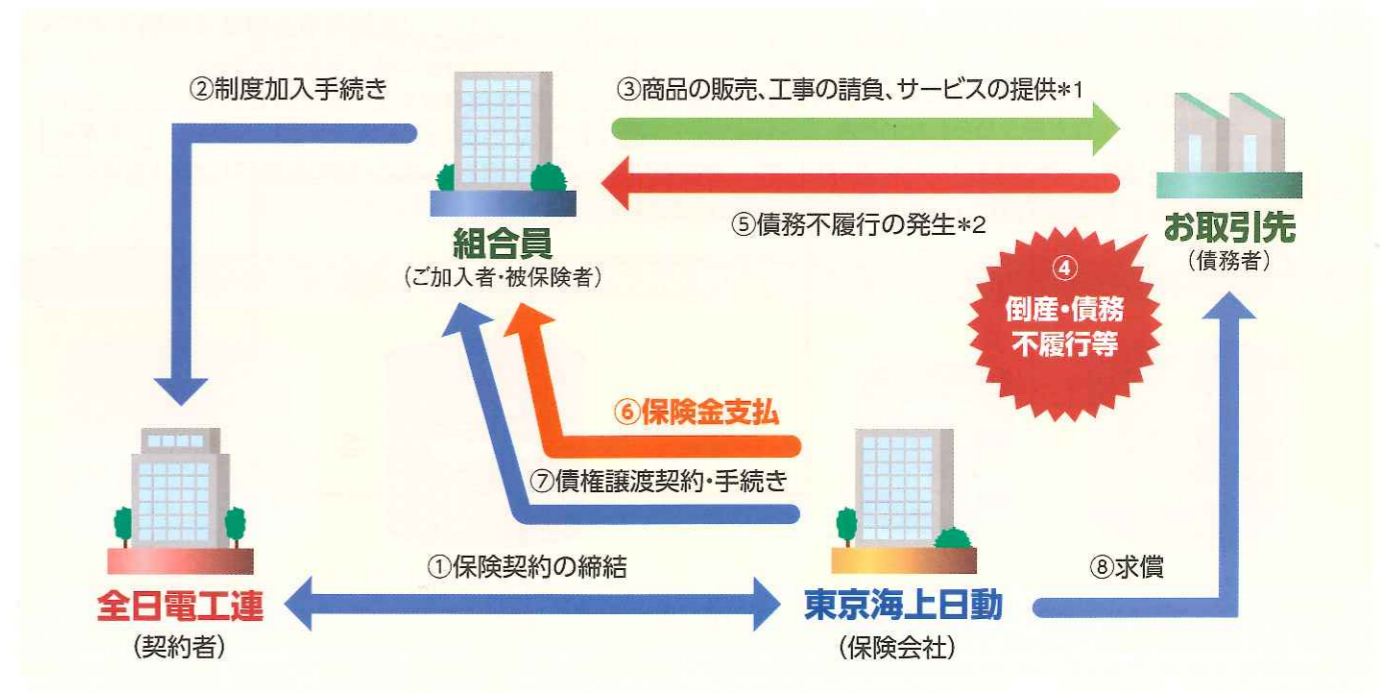 ②制度加入手続き
③商品の販売、工事の請負、サービスの提供*1
⑤債務不履行の発生*2
組合員
(ご加入者・被保険者)
お取引先
(債務者)
④
倒産・債務
不履行等
⑥保険金支払
⑦債権譲渡契約・手続き
①保険契約の締結
⑧求償
全日電工連
(契約者)
東京海上日動
(保険会社)